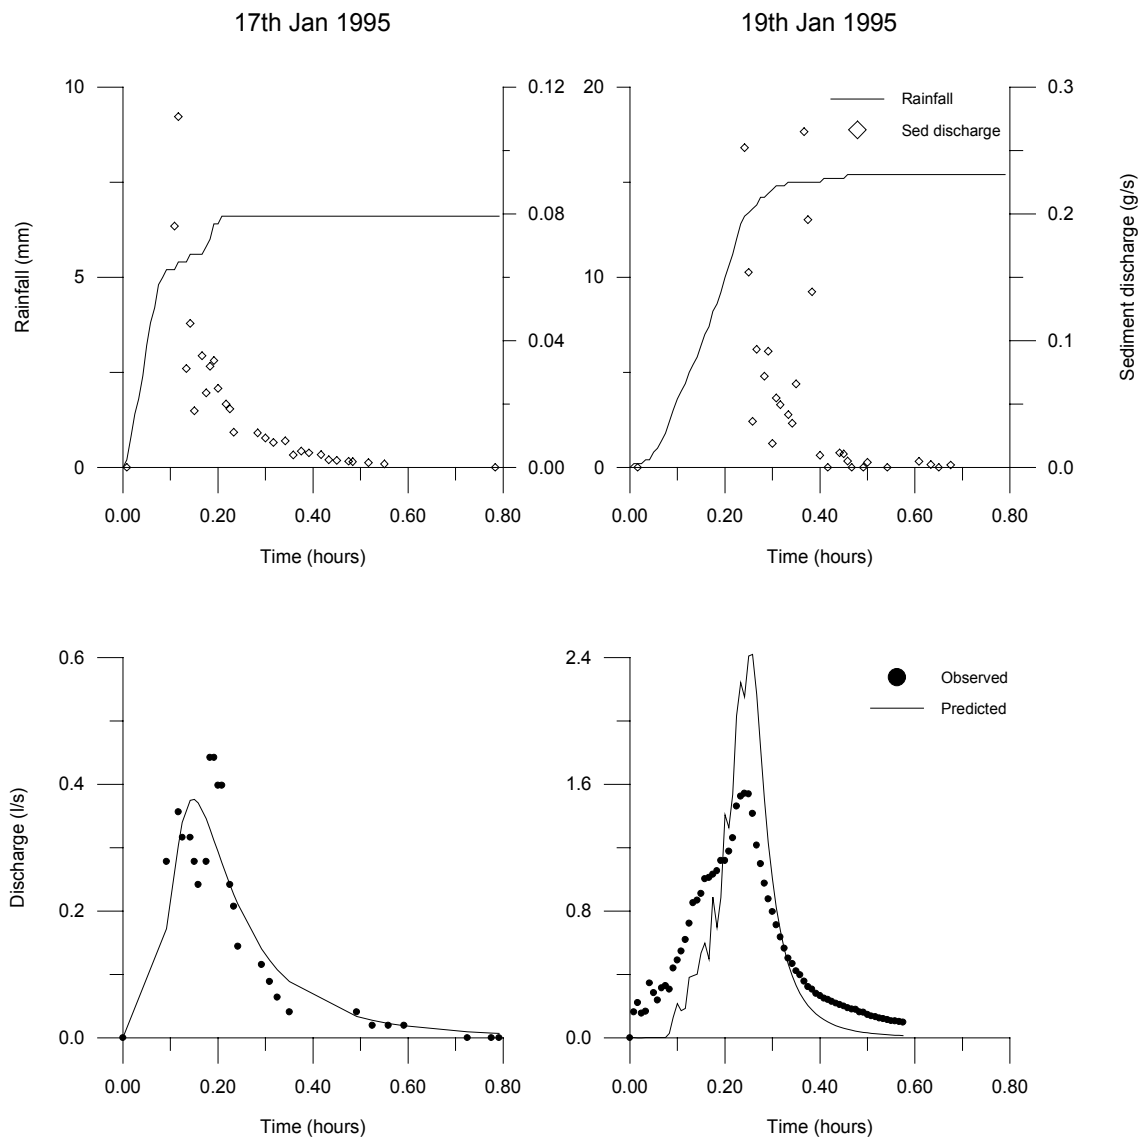 17th Jan 1995
19th Jan 1995
10
0.12
20
0.3
Rainfall
Sed discharge
0.08
0.2
Rainfall (mm)
5
10
Sediment discharge (g/s)
0.04
0.1
0
0.00
0
0.0
0.00 0.20 0.40 0.60 0.80
0.00 0.20 0.40 0.60 0.80
Time (hours)
Time (hours)
0.6
2.4
Observed
Predicted
0.4
1.6
Discharge (l/s)
0.2
0.8
0.0
0.0
0.00 0.20 0.40 0.60 0.80
0.00 0.20 0.40 0.60 0.80
Time (hours)
Time (hours)